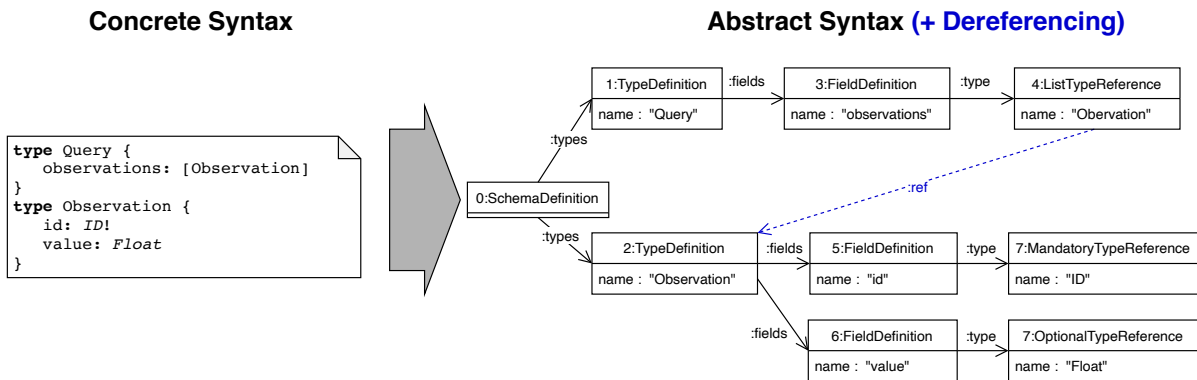 Concrete Syntax
Abstract Syntax (+ Dereferencing)
type Query {
observations: [Observation]
}
type Observation {
id: ID!
value: Float
}
0:SchemaDefinition
:types
:types
1:TypeDefinition
name : "Query"
:fields
3:FieldDefinition
name : "observations"
:type
4:ListTypeReference
name : "Obervation"
:ref
2:TypeDefinition
name : "Observation"
:fields
5:FieldDefinition
name : "id"
:type
7:MandatoryTypeReference
name : "ID"
:fields
6:FieldDefinition
name : "value"
:type
7:OptionalTypeReference
name : "Float"